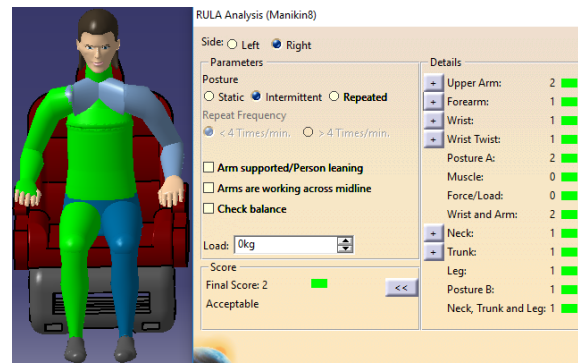 RULA Analysis (Manikin8)
Side: Left Right
Parameters
Posture
Static Intermittent Repeated
Repeat Frequency
< 4 Times/min. > 4 Times/min.
Arm supported/Person leaning
Arms are working across midline
Check balance
Load: 0kg
Score
Final Score: 2 <<
Acceptable
Details
+ Upper Arm: 2
+ Forearm: 1
+ Wrist: 1
+ Wrist Twist: 1
Posture A: 2
Muscle: 0
Force/Load: 0
Wrist and Arm: 2
+ Neck: 1
+ Trunk: 1
Leg: 1
Posture B: 1
Neck, Trunk and Leg: 1